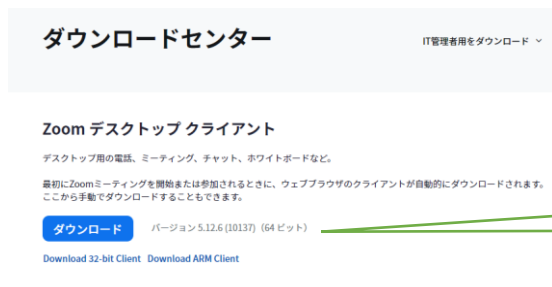 ダウンロードセンター
IT管理者用をダウンロード
Zoom デスクトップ クライアント
デスクトップ用の電話、ミーティング、チャット、ホワイトボードなど。
最初にZoomミーティングを開始または参加されるときに、ウェブブラウザのクライアントが自動的にダウンロードされます。
ここから手動でダウンロードすることもできます。
ダウンロード バージョン 5.12.6 (10137)（64 ビット）
Download 32-bit Client Download ARM Client